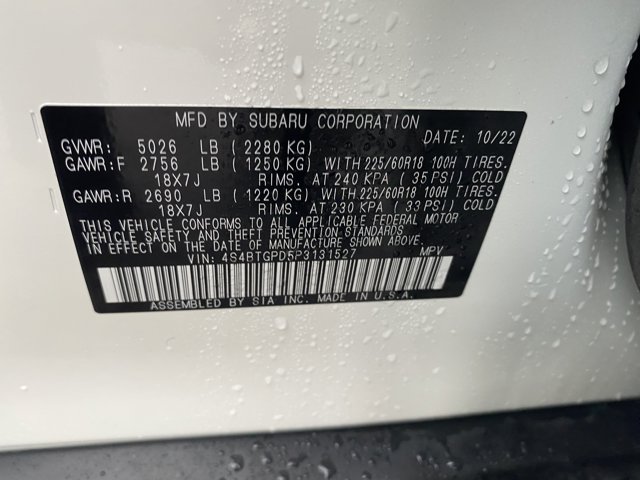 MFD BY SUBARU CORPORATION
DATE: 10/22
GVWR: 5026 LB (2280 KG)
GAWR:F 2756 LB (1250 KG) WITH 225/60R18 100H TIRES.
18X7J RIMS. AT 240 KPA (35 PSI) COLD
GAWR:R 2690 LB (1220 KG) WITH 225/60R18 100H TIRES.
18X7J RIMS. AT 230 KPA (33 PSI) COLD.
THIS VEHICLE CONFORMS TO ALL APPLICABLE FEDERAL MOTOR
VEHICLE SAFETY AND THEFT PREVENTION STANDARDS
IN EFFECT ON THE DATE OF MANUFACTURE SHOWN ABOVE.
VIN: 4S4BTGPD5P3131527 MPV
ASSEMBLED BY SIA INC. MADE IN U.S.A.